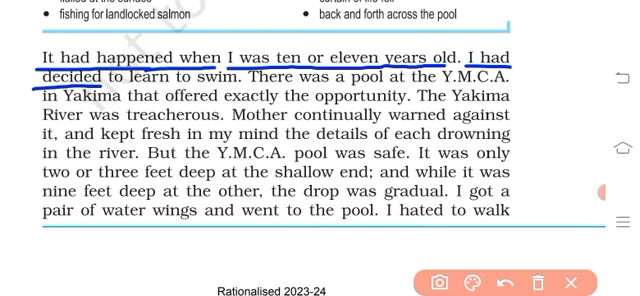 • fishing for landlocked salmon
• back and forth across the pool
It had happened when I was ten or eleven years old. I had
decided to learn to swim. There was a pool at the Y.M.C.A.
in Yakima that offered exactly the opportunity. The Yakima
River was treacherous. Mother continually warned against
it, and kept fresh in my mind the details of each drowning
in the river. But the Y.M.C.A. pool was safe. It was only
two or three feet deep at the shallow end; and while it was
nine feet deep at the other, the drop was gradual. I got a
pair of water wings and went to the pool. I hated to walk
Rationalised 2023-24